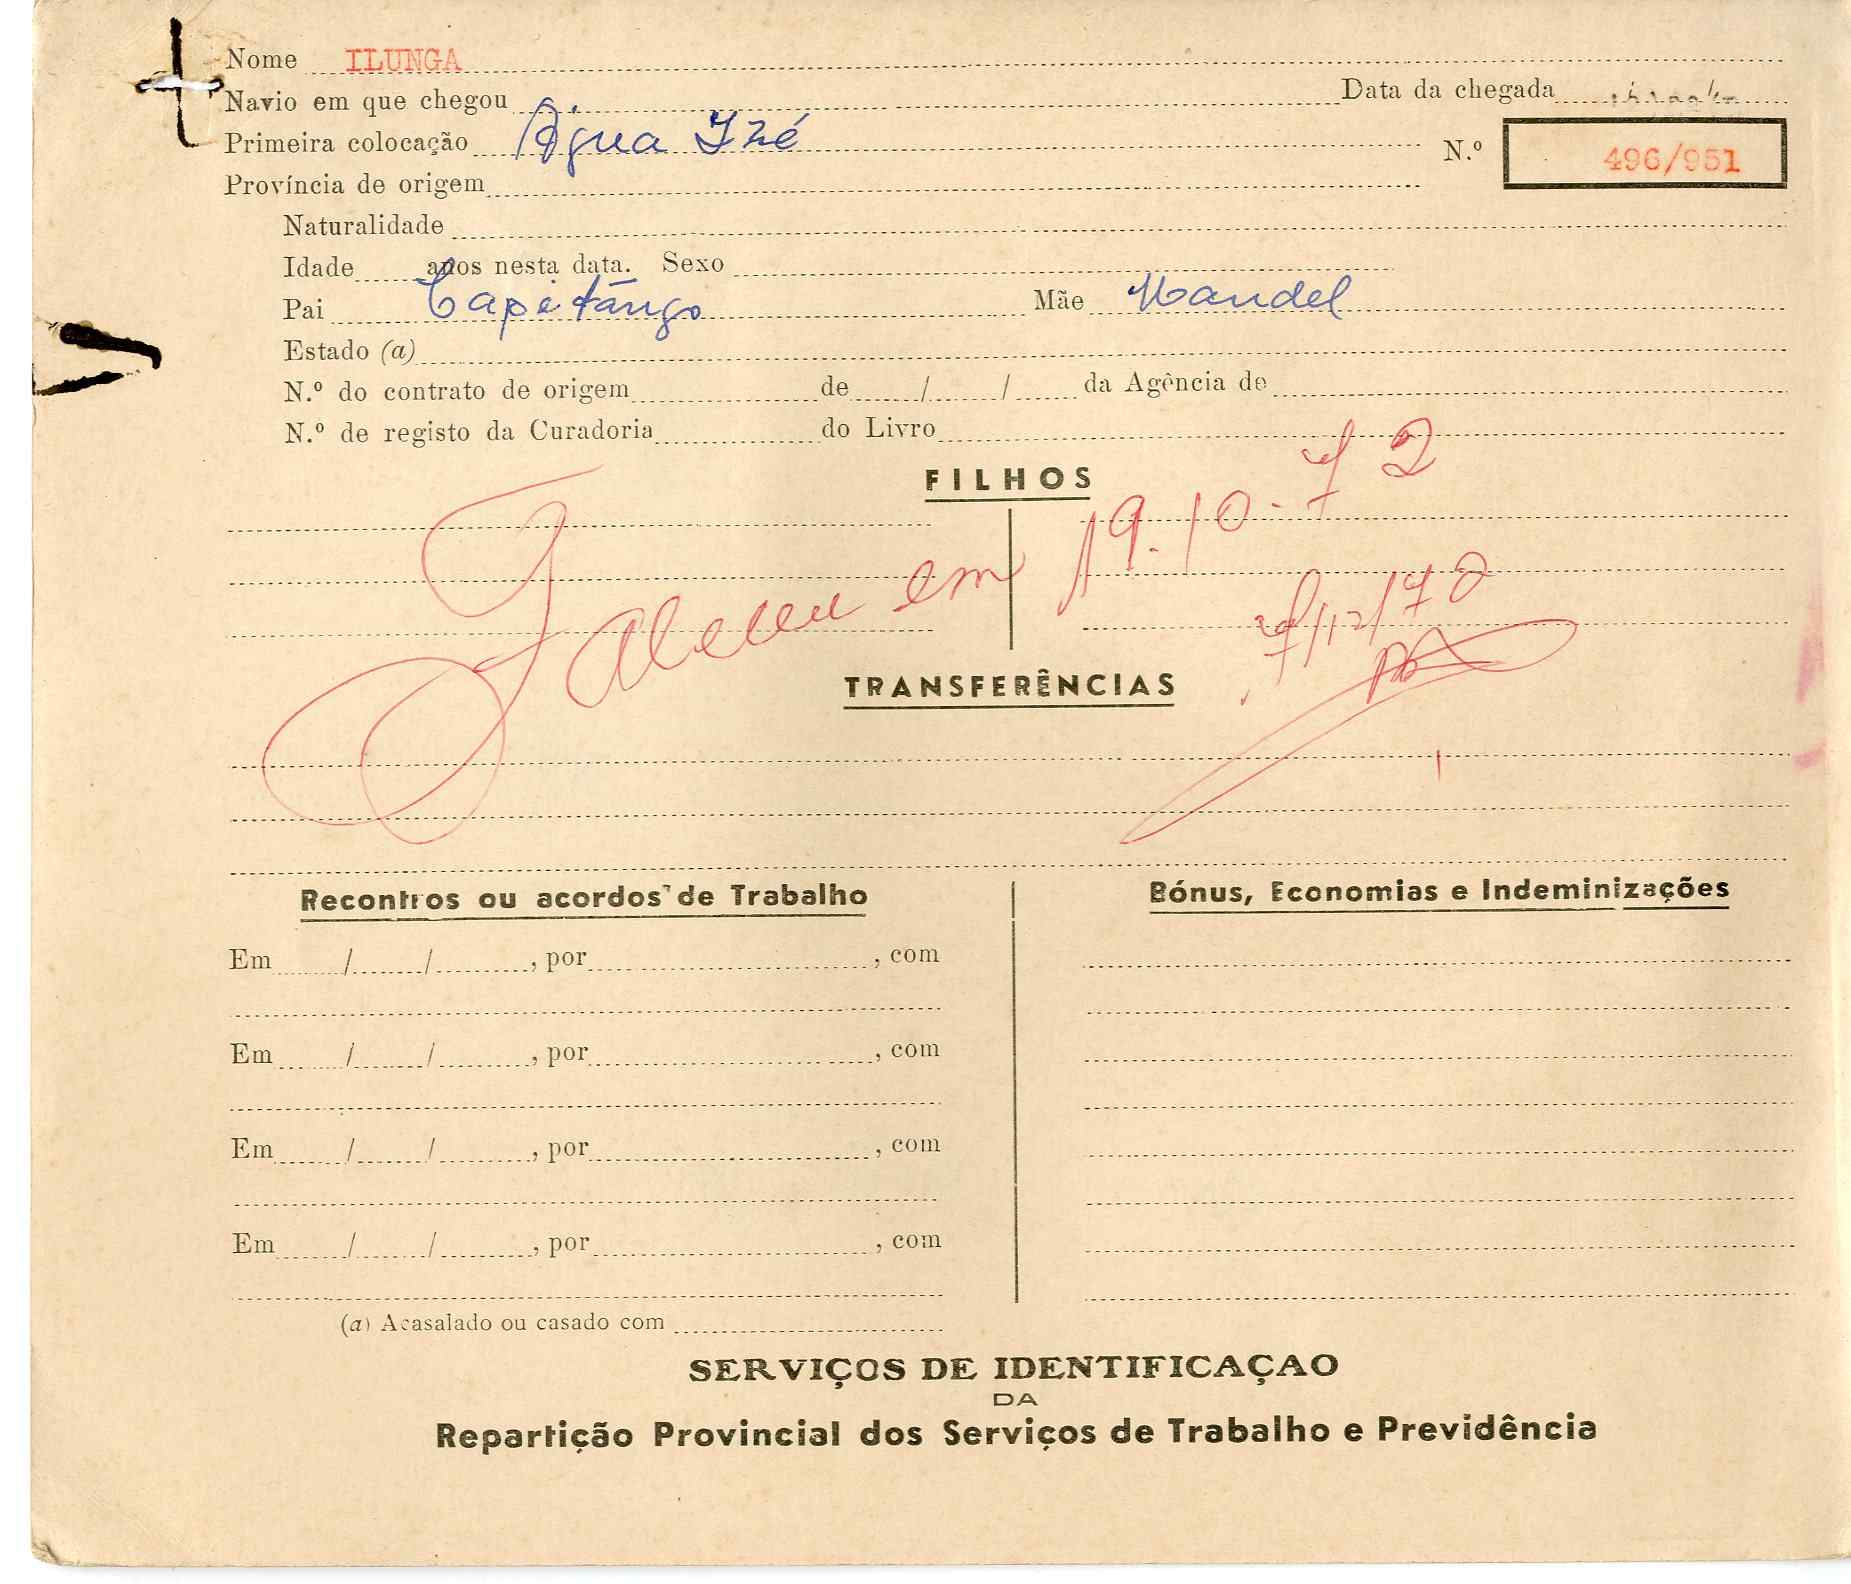 Nome ILUNGA
Navio em que chegou Data da chegada
Primeira colocação Água Izé N.º 496/951
Província de origem
Naturalidade
Idade anos nesta data. Sexo
Pai Capitângo Mãe Mandel
Estado (a)
N.º do contrato de origem de / / da Agência de
N.º de registo da Curadoria do Livro
FILHOS
Faleceu em 19.10.72
/12/70
TRANSFERÊNCIAS
Recontros ou acordos de Trabalho Bónus, Economias e Indeminizações
Em / / , por , com
Em / / , por , com
Em / / , por , com
Em / / , por , com
(a) Acasalado ou casado com
SERVIÇOS DE IDENTIFICAÇAO
DA
Repartição Provincial dos Serviços de Trabalho e Previdência